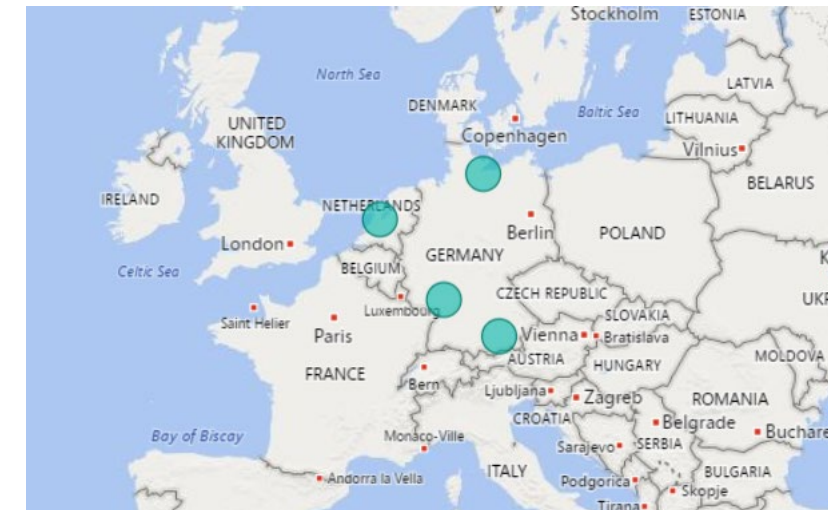 Stockholm
ESTONIA
North Sea
LATVIA
DENMARK
Baltic Sea
LITHUANIA
UNITED
KINGDOM
Copenhagen
Vilnius
BELARUS
IRELAND
NETHERLANDS
London
Berlin
POLAND
GERMANY
Celtic Sea
BELGIUM
CZECH REPUBLIC
UKR
Luxembourg
SLOVAKIA
Saint Helier
Paris
Vienna
Bratislava
AUSTRIA
MOLDOVA
HUNGARY
FRANCE
Bern
Ljubljana
Zagreb
ROMANIA
CROATIA
Belgrade
Buchare
Bay of Biscay
Monaco-Ville
Sarajevo
SERBIA
ITALY
BULGARIA
Andorra la Vella
Podgorica
Skopje
Tirana